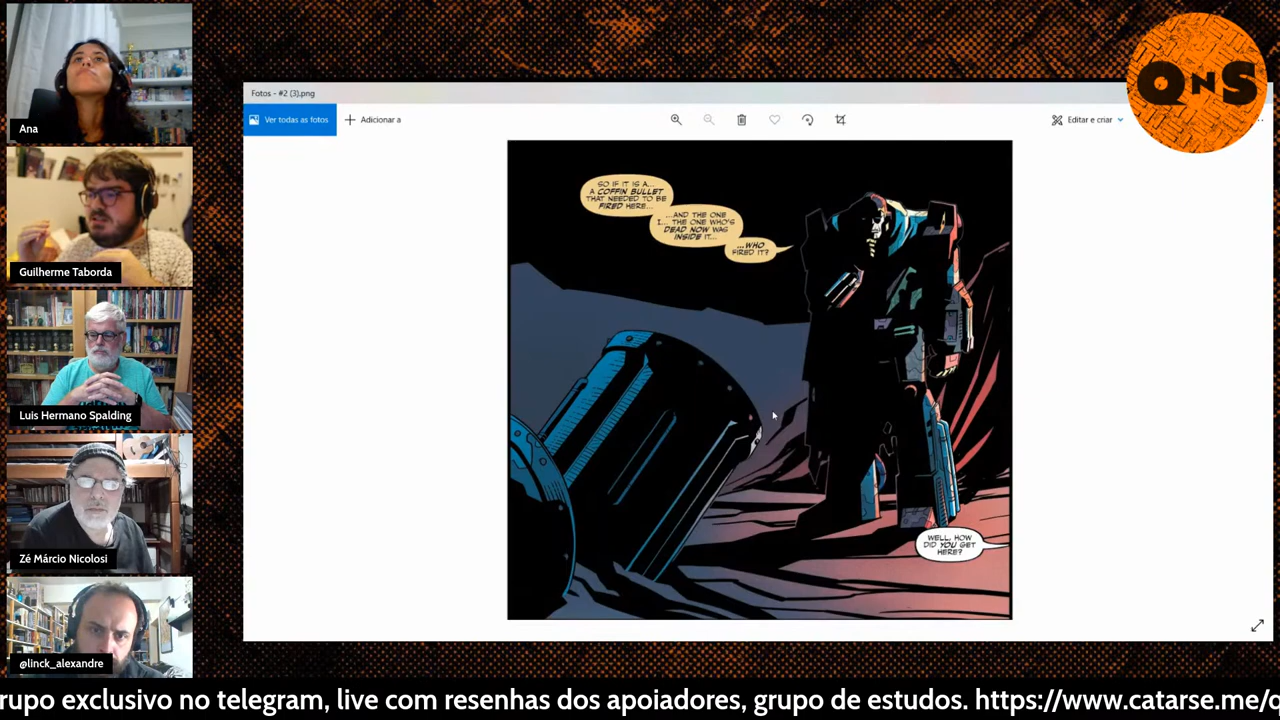 Ana
Guilherme Taborda
Luis Hermano Spalding
Zé Márcio Nicolosi
@linck_alexandre
Fotos - #2 (3).png
Ver todas as fotos
Adicionar a
Editar e criar
QNS
SO IF IT IS A...
A COFFIN BULLET
THAT NEEDED TO BE
FIRED HERE...
...AND THE ONE
I... THE ONE WHO'S
DEAD NOW WAS
INSIDE IT...
...WHO
FIRED IT?
WELL, HOW
DID YOU GET
HERE?
rupo exclusivo no telegram, live com resenhas dos apoiadores, grupo de estudos. https://www.catarse.me/q